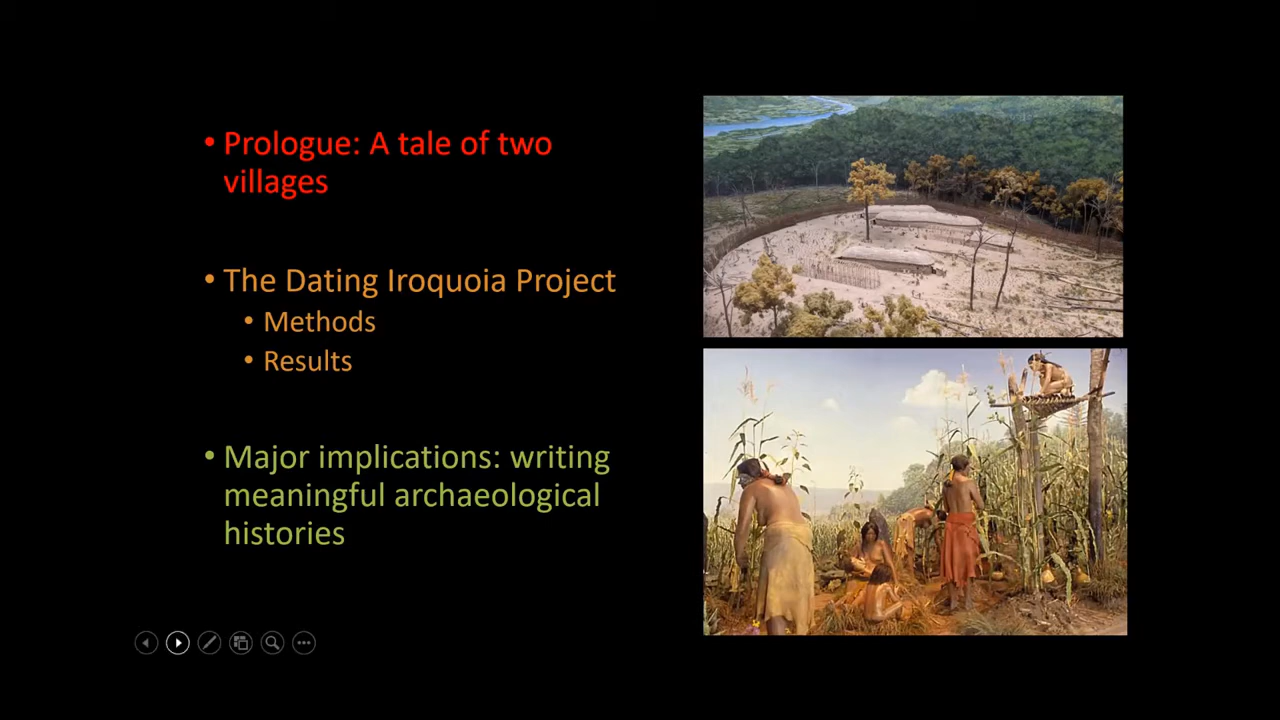 • Prologue: A tale of two
villages
• The Dating Iroquoia Project
• Methods
• Results
• Major implications: writing
meaningful archaeological
histories